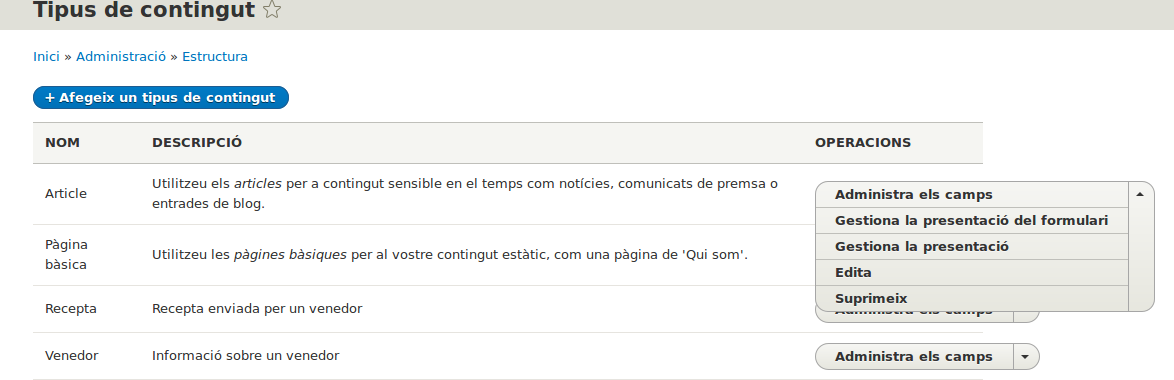 Tipus de contingut
Inici » Administració » Estructura
+ Afegeix un tipus de contingut
NOM DESCRIPCIÓ OPERACIONS
Article
Utilitzeu els articles per a contingut sensible en el temps com notícies, comunicats de premsa o
entrades de blog.
Administra els camps
Gestiona la presentació del formulari
Gestiona la presentació
Edita
Suprimeix
Pàgina
bàsica
Utilitzeu les pàgines bàsiques per al vostre contingut estàtic, com una pàgina de 'Qui som'.
Recepta Recepta enviada per un venedor Administra els camps
Venedor Informació sobre un venedor Administra els camps